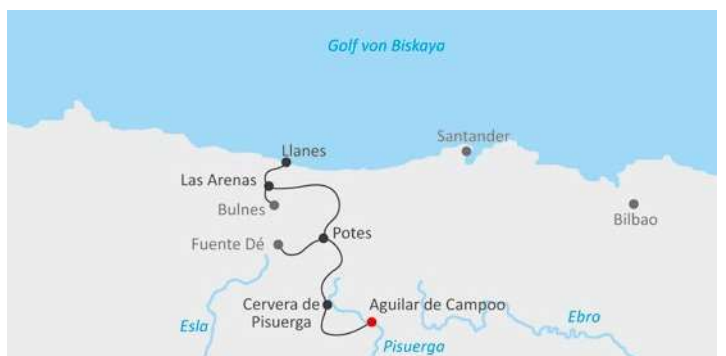 Golf von Biskaya
Santander
Llanes
Las Arenas
Bulnes
Bilbao
Potes
Fuente Dé
Cervera de
Pisuerga
Aguilar de Campoo
Esla
Ebro
Pisuerga